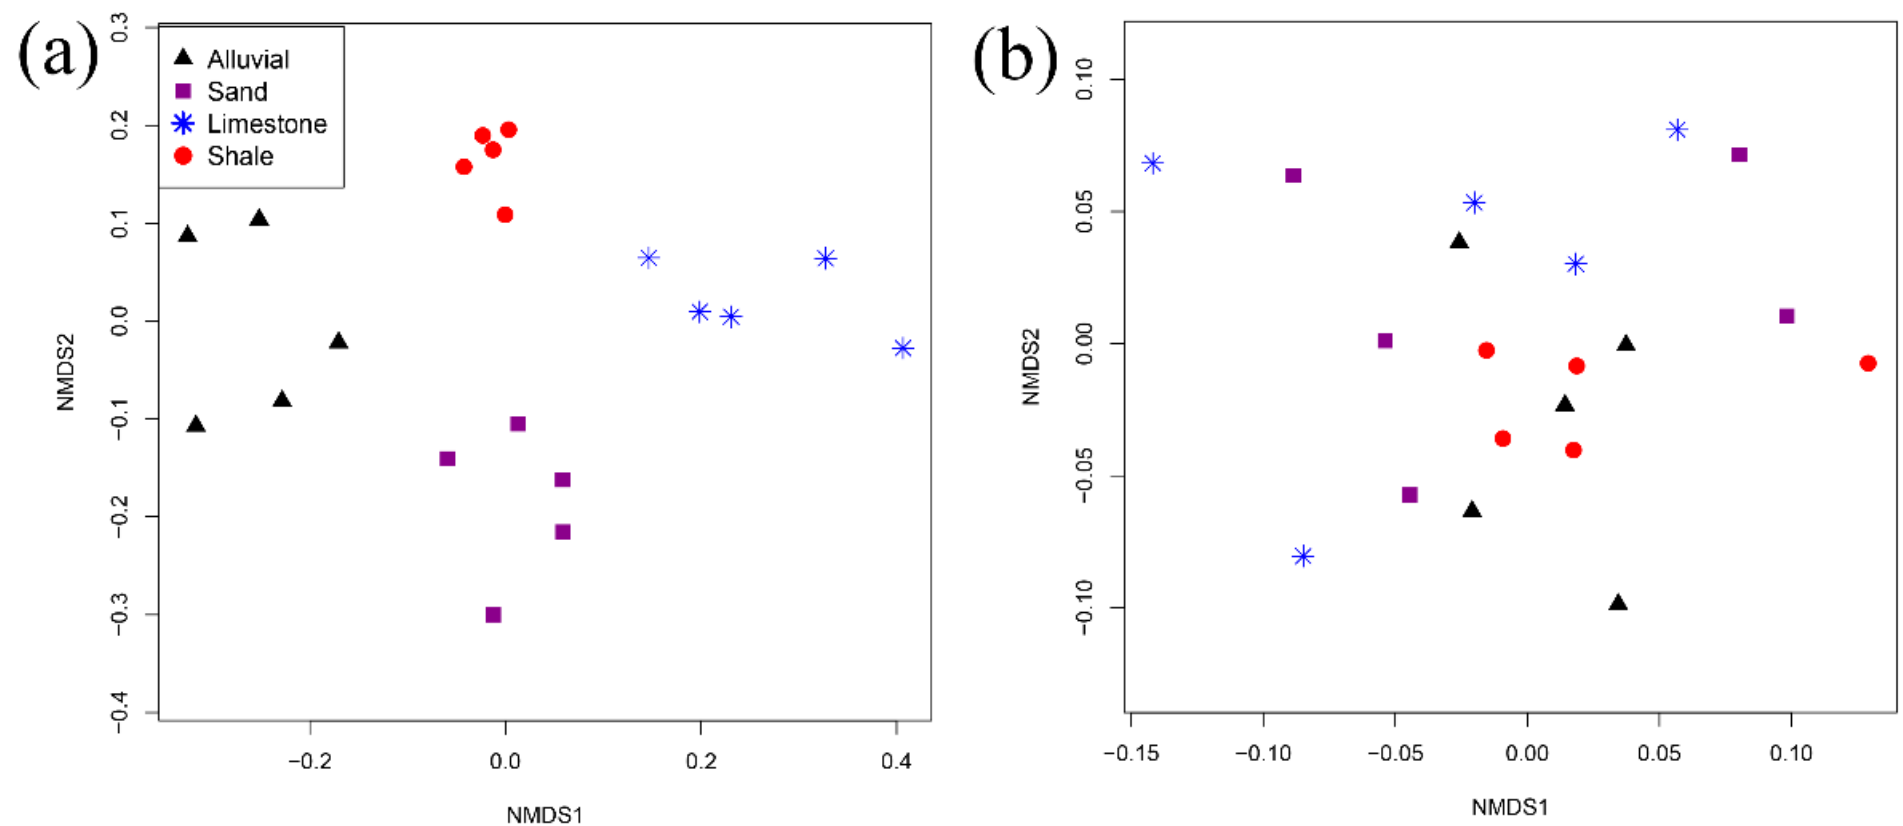 (a)
Alluvial
Sand
Limestone
Shale
0.3
0.2
0.1
0.0
−0.1
−0.2
−0.3
−0.4
NMDS2
−0.2 0.0 0.2 0.4
NMDS1
(b)
0.10
0.05
0.00
−0.05
−0.10
NMDS2
−0.15 −0.10 −0.05 0.00 0.05 0.10
NMDS1